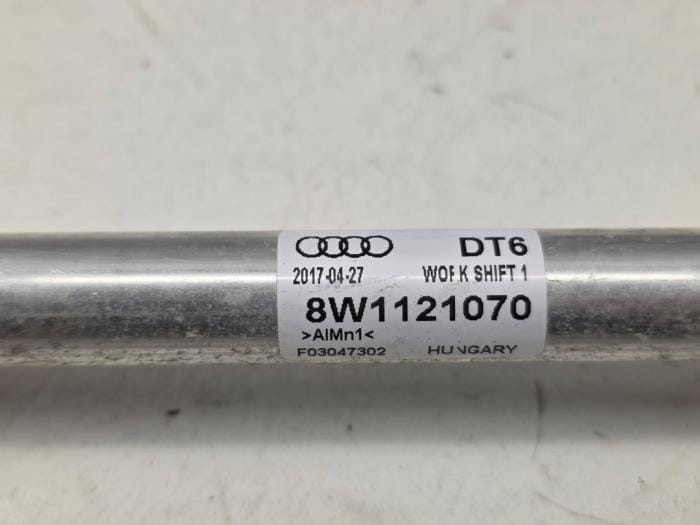 DT6
2017-04-27 WORK SHIFT 1
8W1121070
>AlMn1<
F03047302 HUNGARY